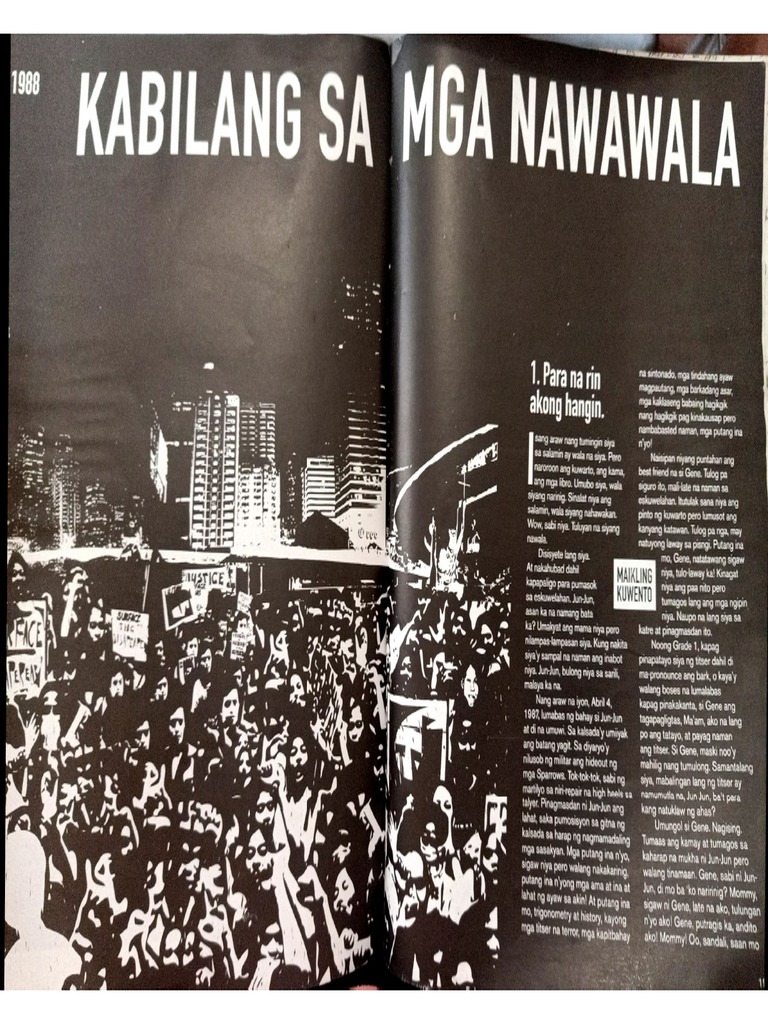 1988
KABILANG SA MGA NAWAWALA
JUSTICE
SURFACE
THE
FACE
1. Para na rin
akong hangin.
Isang araw nang tumingin siya
sa salamin ay wala na siya. Pero
naroroon ang kuwarto, ang kama,
ang mga libro. Umubo siya, wala
siyang narinig. Sinalat niya ang
salamin, wala siyang nahawakan.
Wow, sabi niya. Tuluyan na siyang
nawala.
Disisyete lang siya.
At nakahubad dahil
kapapaligo para pumasok
sa eskuwelahan. Jun-Jun,
asan ka na namang bata
ka? Umakyat ang mama niya pero
nilampas-lampasan siya. Kung nakita
siya'y sampal na naman ang inabot
niya. Jun-Jun, bulong niya sa sarili,
malaya ka na.
Nang araw na iyon, Abril 4,
1987, lumabas ng bahay si Jun-Jun
at di na umuwi. Sa kalsada'y umiyak
ang batang yagit. Sa diyaryo'y
nilusob ng militar ang hideout ng
mga Sparrows. Tok-tok-tok, sabi ng
martilyo sa niri-repair na high heels sa
talyer. Pinagmasdan ni Jun-Jun ang
lahat, saka pumosisyon sa gitna ng
kalsada sa harap ng nagmamadaling
mga sasakyan. Mga putang ina n'yo,
sigaw niya pero walang nakakarinig,
putang ina n'yong mga ama at ina at
lahat ng ayaw sa akin! At putang ina
mo, trigonometry at history, kayong
mga titser na terror, mga kapitbahay
na sintonado, mga tindahang ayaw
magpautang, mga barkadang asar,
mga kaklaseng babaing hagikgik
nang hagikgik pag kinakausap pero
nambabasted naman, mga putang ina
n'yo!
Naisipan niyang puntahan ang
best friend na si Gene. Tulog pa
siguro ito, mali-late na naman sa
eskuwelahan. Itutulak sana niya ang
pinto ng kuwarto pero lumusot ang
kanyang katawan. Tulog pa nga, may
natuyong laway sa pisngi. Putang ina
mo, Gene, natatawang sigaw
niya, tulo-laway ka! Kinagat
niya ang paa nito pero
tumagos lang ang mga ngipin
niya. Naupo na lang siya sa
katre at pinagmasdan ito.
MAIKLING
KUWENTO
Noong Grade 1, kapag
pinapatayo siya ng titser dahil di
ma-pronounce ang bark, o kaya'y
walang boses na lumalabas
kapag pinakakanta, si Gene ang
tagapagligtas, Ma'am, ako na lang
po ang tatayo, at payag naman
ang titser. Si Gene, maski noo'y
mahilig nang tumulong. Samantalang
siya, mabalingan lang ng titser ay
namumutla na, Jun Jun, ba't para
kang natuklaw ng ahas?
Umungol si Gene. Nagising.
Tumaas ang kamay at tumagos sa
kaharap na mukha ni Jun-Jun pero
walang tinamaan. Gene, sabi ni Jun-
Jun, di mo ba 'ko naririnig? Mommy,
sigaw ni Gene, late na ako, tulungan
n'yo ako! Gene, putragis ka, andito
ako! Mommy! Oo, sandali, saan mo
11